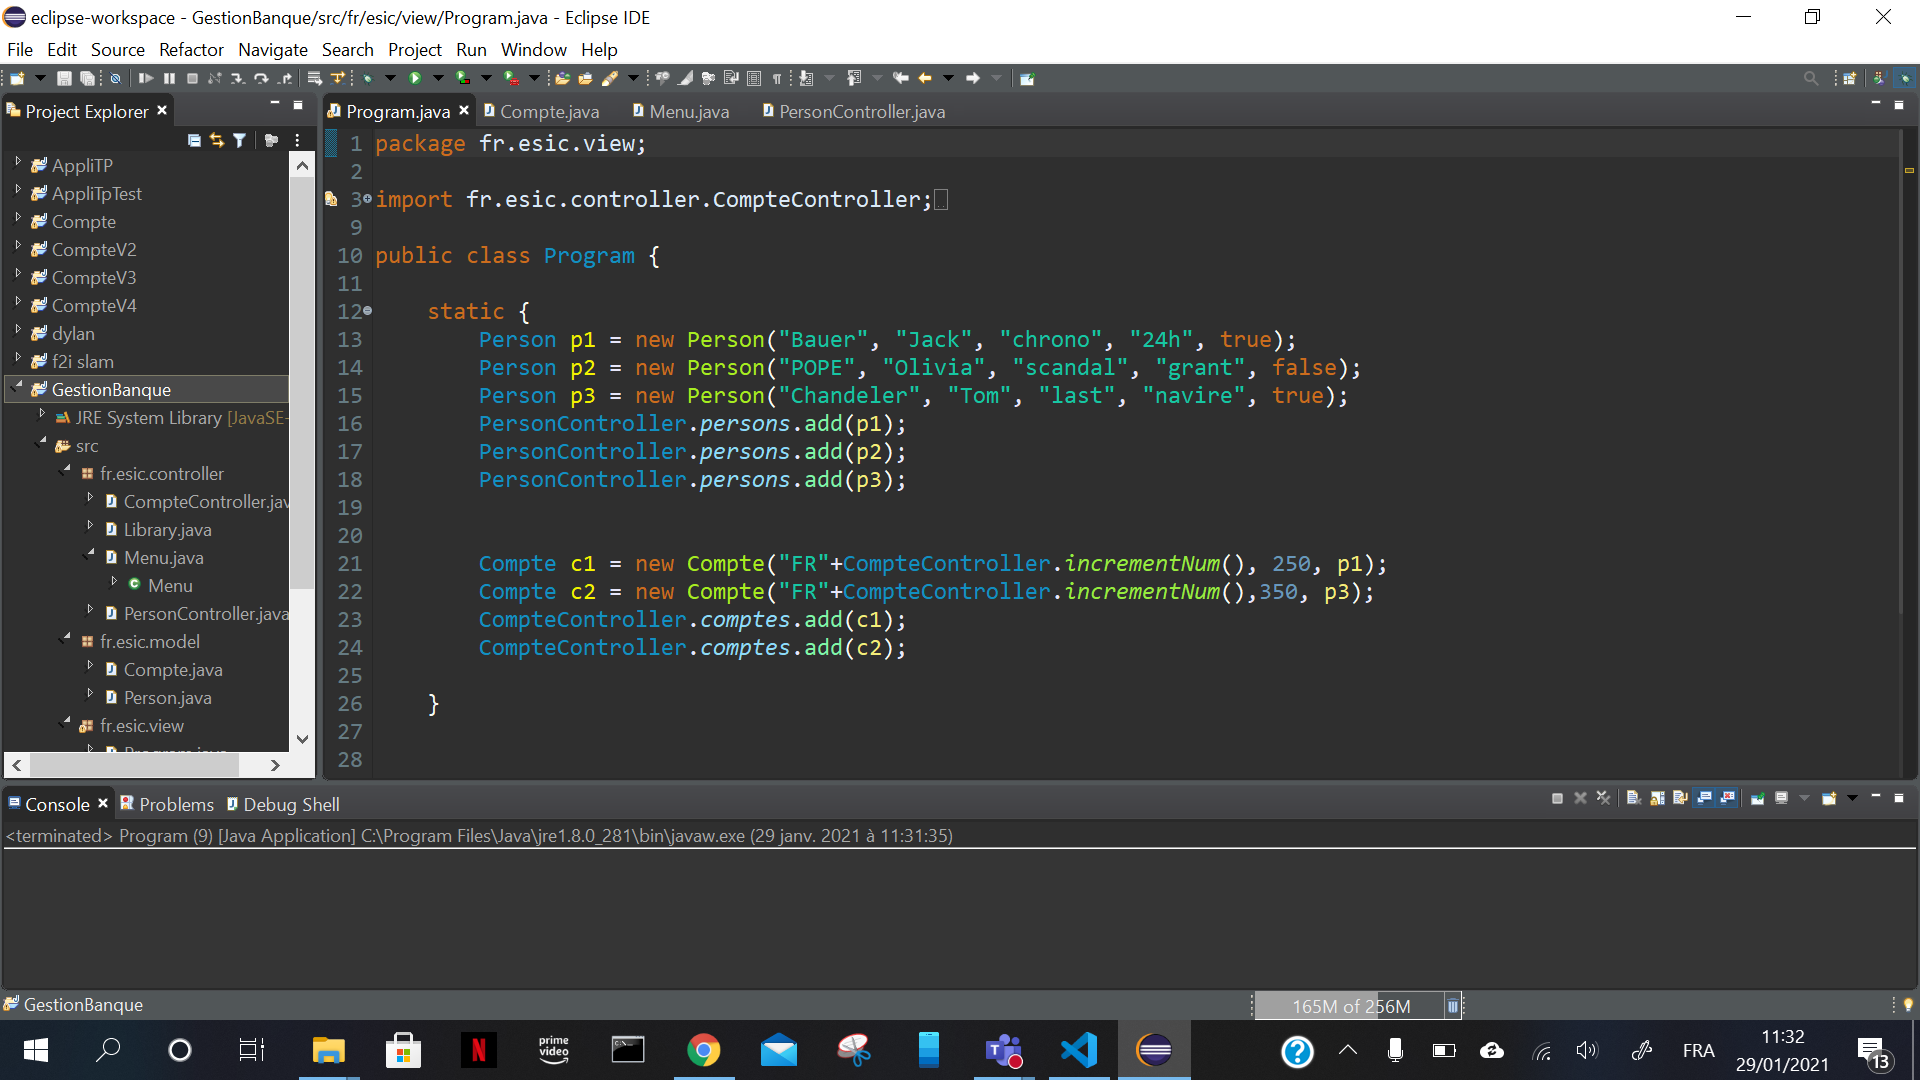 eclipse-workspace - GestionBanque/src/fr/esic/view/Program.java - Eclipse IDE
File Edit Source Refactor Navigate Search Project Run Window Help
Project Explorer
AppliTP
AppliTpTest
Compte
CompteV2
CompteV3
CompteV4
dylan
f2i slam
GestionBanque
JRE System Library [JavaSE-
src
fr.esic.controller
CompteController.jav
Library.java
Menu.java
Menu
PersonController.java
fr.esic.model
Compte.java
Person.java
fr.esic.view
Program.java
Program.java Compte.java Menu.java PersonController.java
1 package fr.esic.view;
2
3 import fr.esic.controller.CompteController;
9
10 public class Program {
11
12 static {
13 Person p1 = new Person("Bauer", "Jack", "chrono", "24h", true);
14 Person p2 = new Person("POPE", "Olivia", "scandal", "grant", false);
15 Person p3 = new Person("Chandeler", "Tom", "last", "navire", true);
16 PersonController.persons.add(p1);
17 PersonController.persons.add(p2);
18 PersonController.persons.add(p3);
19
20
21 Compte c1 = new Compte("FR"+CompteController.incrementNum(), 250, p1);
22 Compte c2 = new Compte("FR"+CompteController.incrementNum(),350, p3);
23 CompteController.comptes.add(c1);
24 CompteController.comptes.add(c2);
25
26 }
27
28
Console Problems Debug Shell
<terminated> Program (9) [Java Application] C:\Program Files\Java\jre1.8.0_281\bin\javaw.exe (29 janv. 2021 à 11:31:35)
GestionBanque
165M of 256M
N
prime video
FRA
11:32
29/01/2021
13